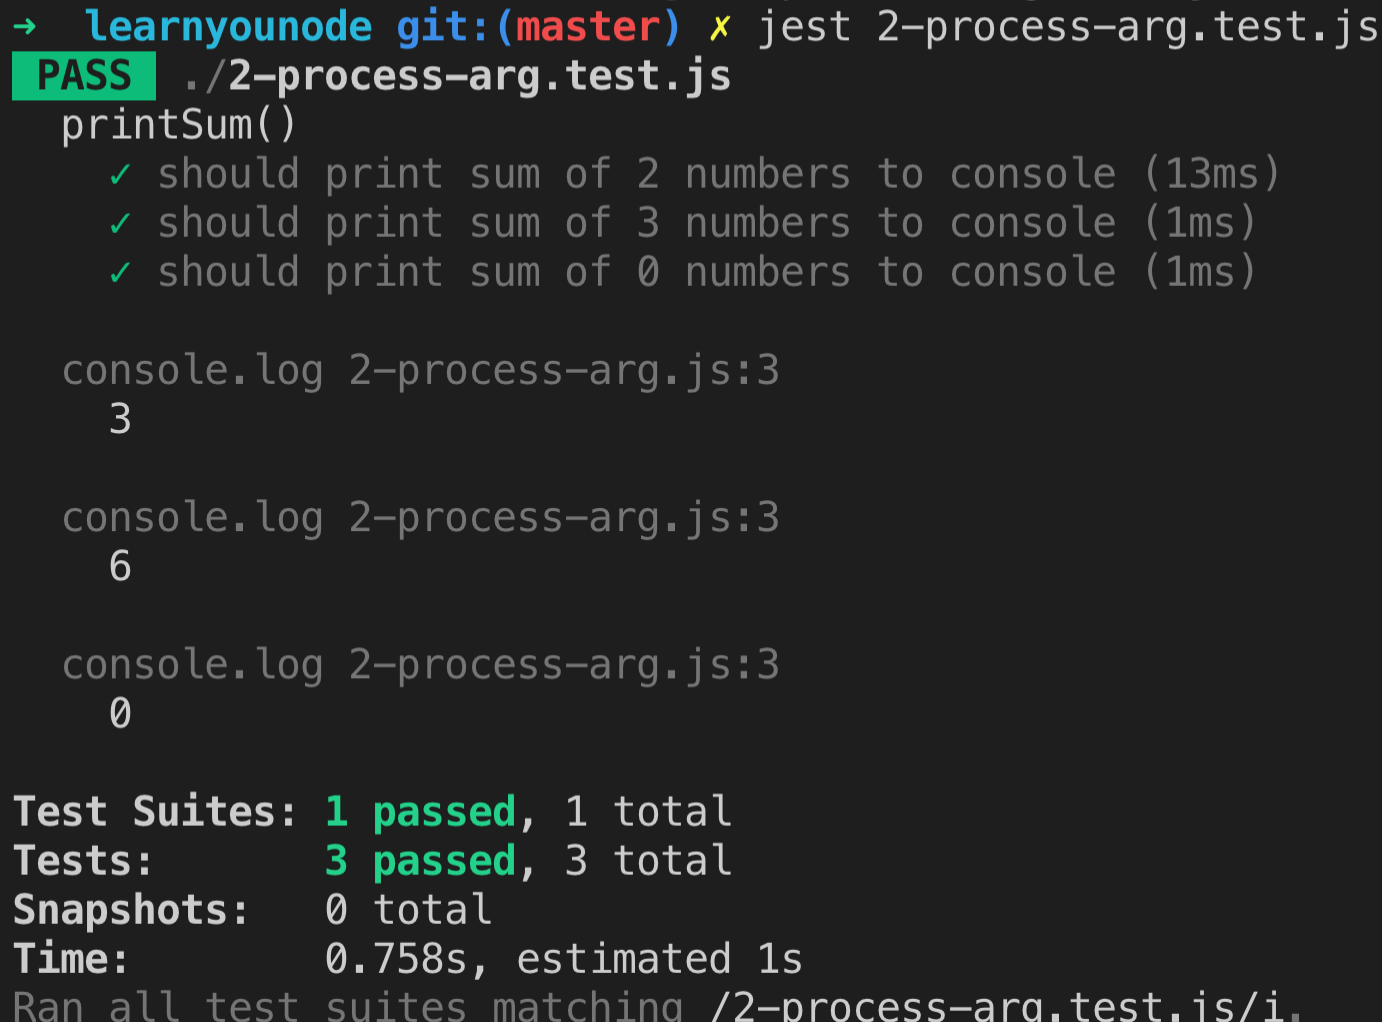 → learnyounode git:(master) ✗ jest 2-process-arg.test.js
PASS ./2-process-arg.test.js
printSum()
✓ should print sum of 2 numbers to console (13ms)
✓ should print sum of 3 numbers to console (1ms)
✓ should print sum of 0 numbers to console (1ms)
console.log 2-process-arg.js:3
3
console.log 2-process-arg.js:3
6
console.log 2-process-arg.js:3
0
Test Suites: 1 passed, 1 total
Tests: 3 passed, 3 total
Snapshots: 0 total
Time: 0.758s, estimated 1s
Ran all test suites matching /2-process-arg.test.js/i.